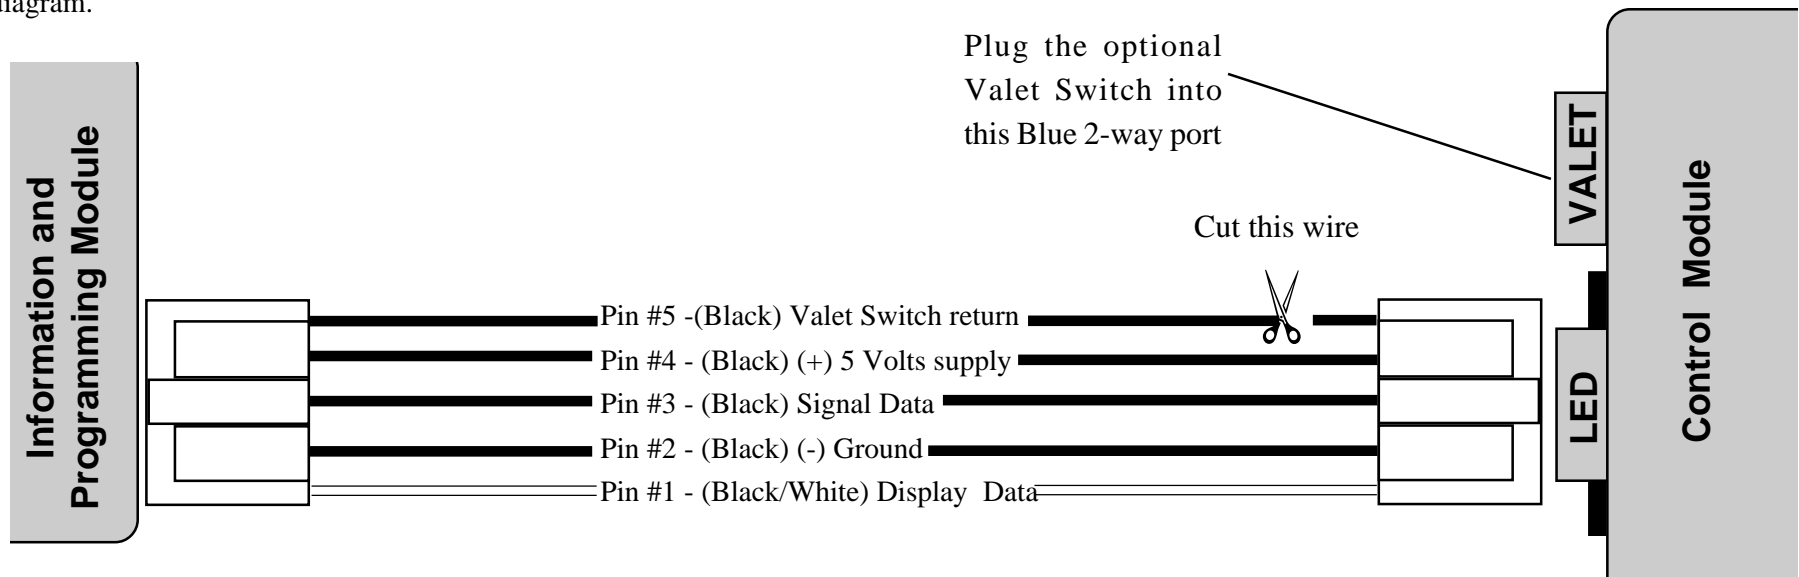 diagram.
Plug the optional
Valet Switch into
this Blue 2-way port
Cut this wire
Information and
Programming Module
Pin #5 -(Black) Valet Switch return
Pin #4 - (Black) (+) 5 Volts supply
Pin #3 - (Black) Signal Data
Pin #2 - (Black) (-) Ground
Pin #1 - (Black/White) Display Data
VALET
LED
Control Module